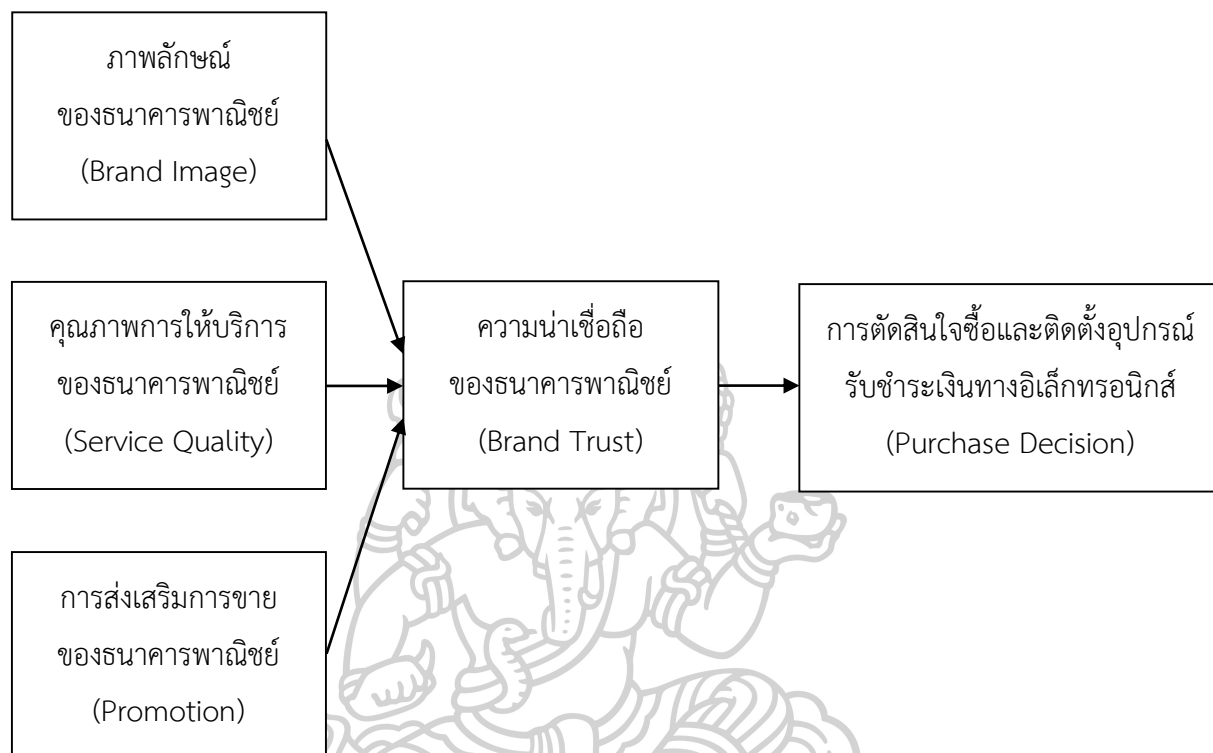 ภาพลักษณ์
ของธนาคารพาณิชย์
(Brand Image)
คุณภาพการให้บริการ
ของธนาคารพาณิชย์
(Service Quality)
การส่งเสริมการขาย
ของธนาคารพาณิชย์
(Promotion)
ความน่าเชื่อถือ
ของธนาคารพาณิชย์
(Brand Trust)
การตัดสินใจซื้อและติดตั้งอุปกรณ์
รับชำระเงินทางอิเล็กทรอนิกส์
(Purchase Decision)